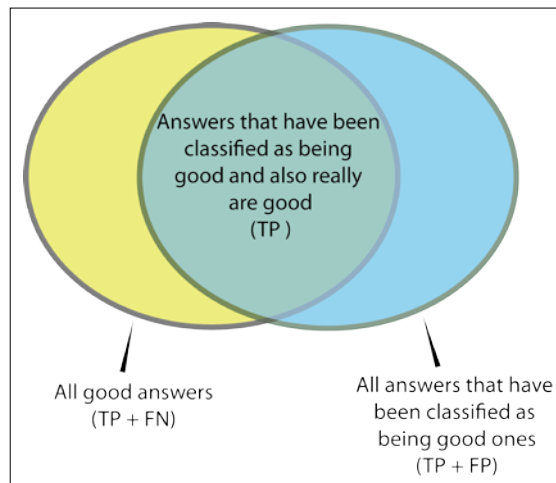 Answers that have been
classified as being
good and also really
are good
(TP )
All good answers
(TP + FN)
All answers that have
been classified as
being good ones
(TP + FP)